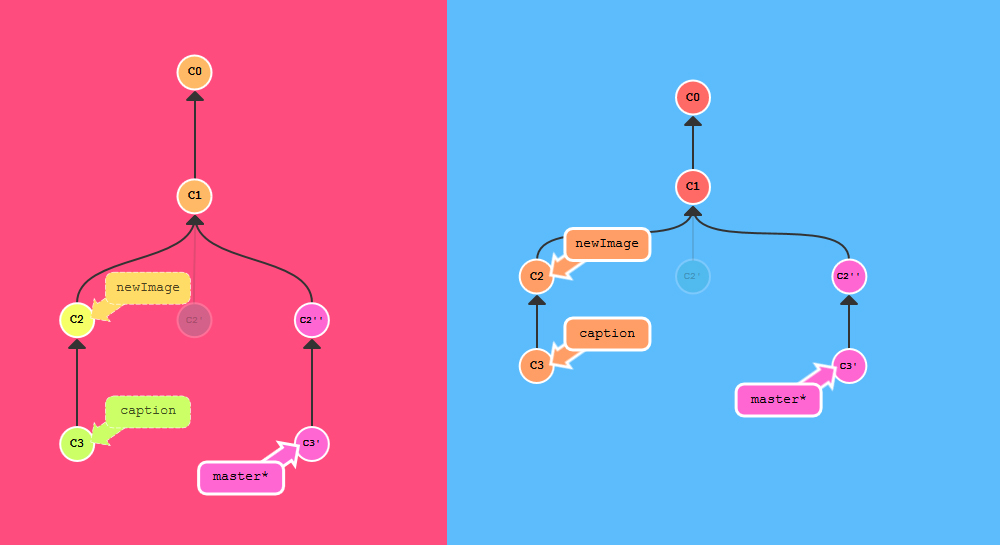 C0
C1
newImage
C2
C2'
C2''
caption
C3
C3'
master*
C0
C1
newImage
C2
C2'
C2''
caption
C3
C3'
master*